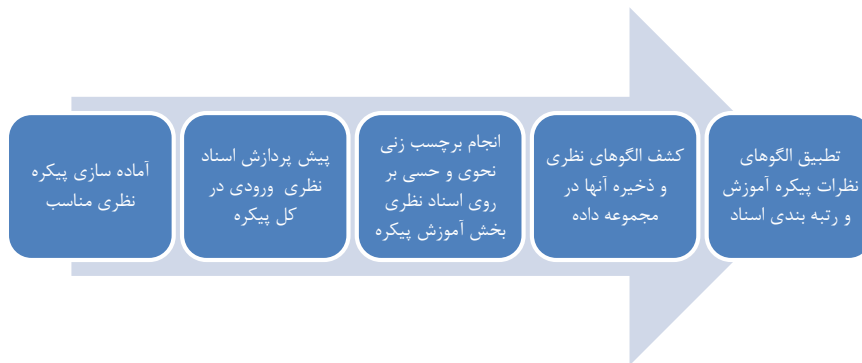 آماده سازی پیکره
نظری مناسب
پیش پردازش اسناد
نظری ورودی در
کل پیکره
انجام برچسب زنی
نحوی و حسی بر
روی اسناد نظری
بخش آموزش پیکره
کشف الگوهای نظری
و ذخیره آنها در
مجموعه داده
تطبیق الگوهای
نظرات پیکره آموزش
و رتبه بندی اسناد